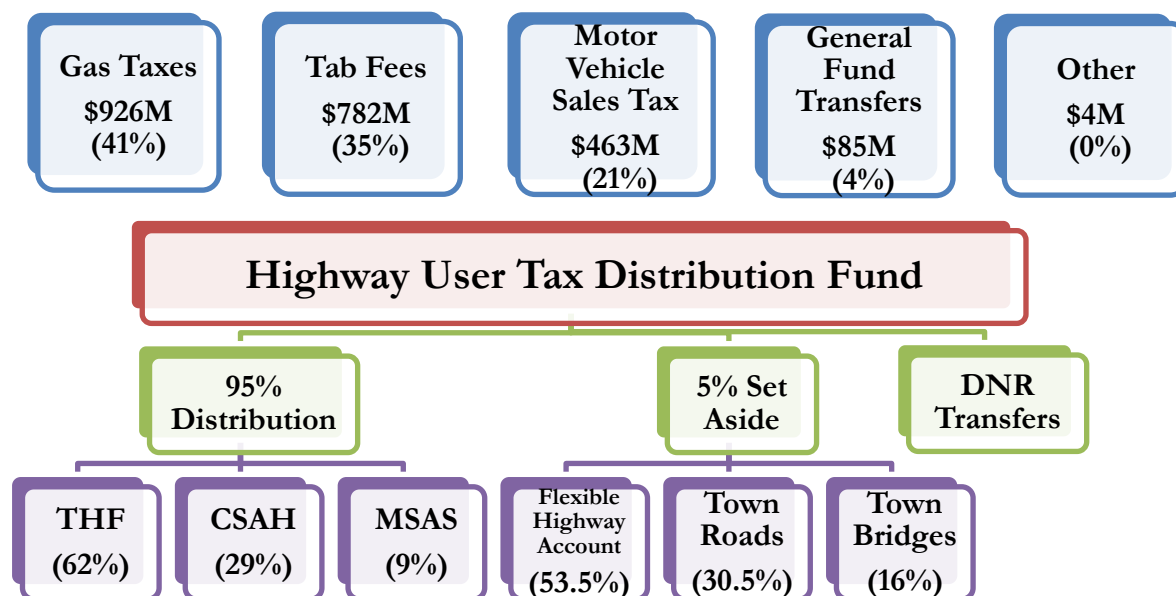 Gas Taxes
$926M
(41%)
Tab Fees
$782M
(35%)
Motor
Vehicle
Sales Tax
$463M
(21%)
General
Fund
Transfers
$85M
(4%)
Other
$4M
(0%)
Highway User Tax Distribution Fund
95%
Distribution
5% Set
Aside
DNR
Transfers
THF
(62%)
CSAH
(29%)
MSAS
(9%)
Flexible
Highway
Account
(53.5%)
Town
Roads
(30.5%)
Town
Bridges
(16%)